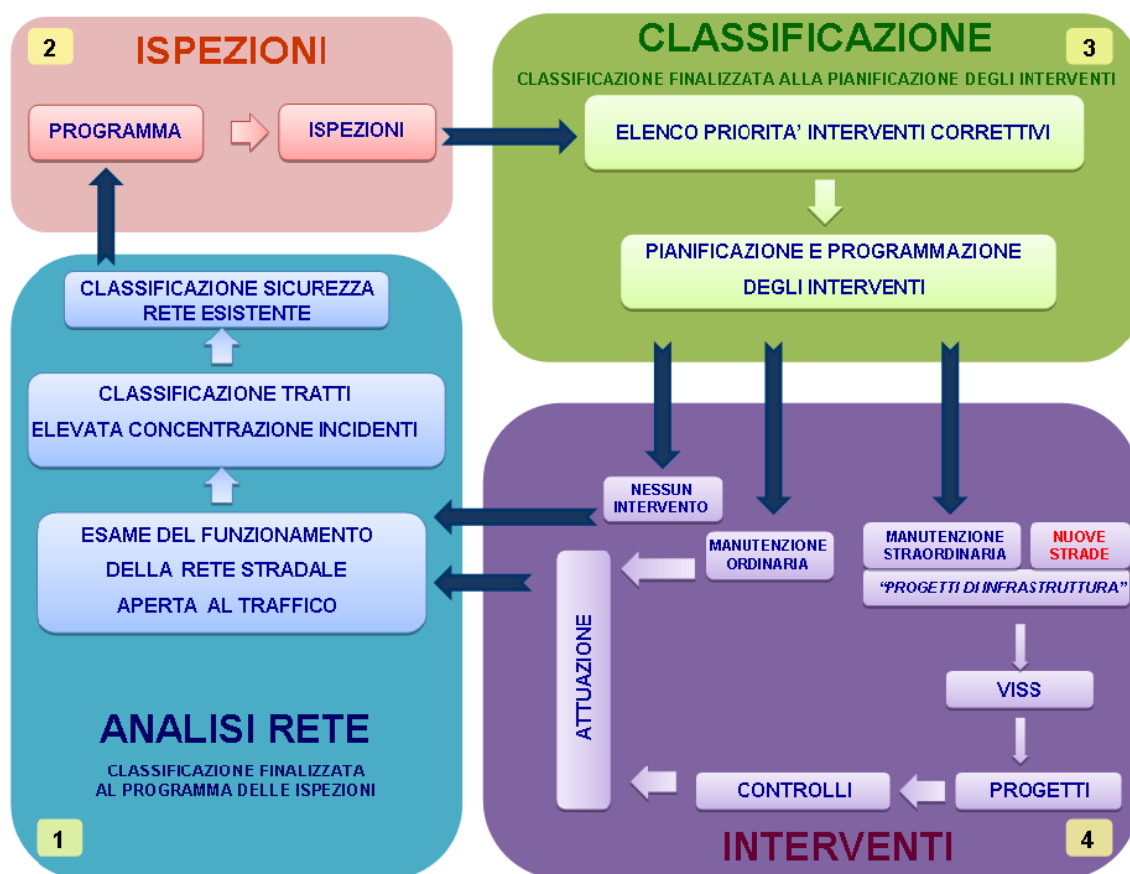 2
ISPEZIONI
PROGRAMMA
ISPEZIONI
CLASSIFICAZIONE
3
CLASSIFICAZIONE FINALIZZATA ALLA PIANIFICAZIONE DEGLI INTERVENTI
ELENCO PRIORITA' INTERVENTI CORRETTIVI
PIANIFICAZIONE E PROGRAMMAZIONE
DEGLI INTERVENTI
CLASSIFICAZIONE SICUREZZA
RETE ESISTENTE
CLASSIFICAZIONE TRATTI
ELEVATA CONCENTRAZIONE INCIDENTI
ESAME DEL FUNZIONAMENTO
DELLA RETE STRADALE
APERTA AL TRAFFICO
ANALISI RETE
CLASSIFICAZIONE FINALIZZATA
AL PROGRAMMA DELLE ISPEZIONI
1
NESSUN
INTERVENTO
MANUTENZIONE
ORDINARIA
MANUTENZIONE
STRAORDINARIA
NUOVE
STRADE
"PROGETTI DI INFRASTRUTTURA"
ATTUAZIONE
VISS
PROGETTI
CONTROLLI
INTERVENTI
4